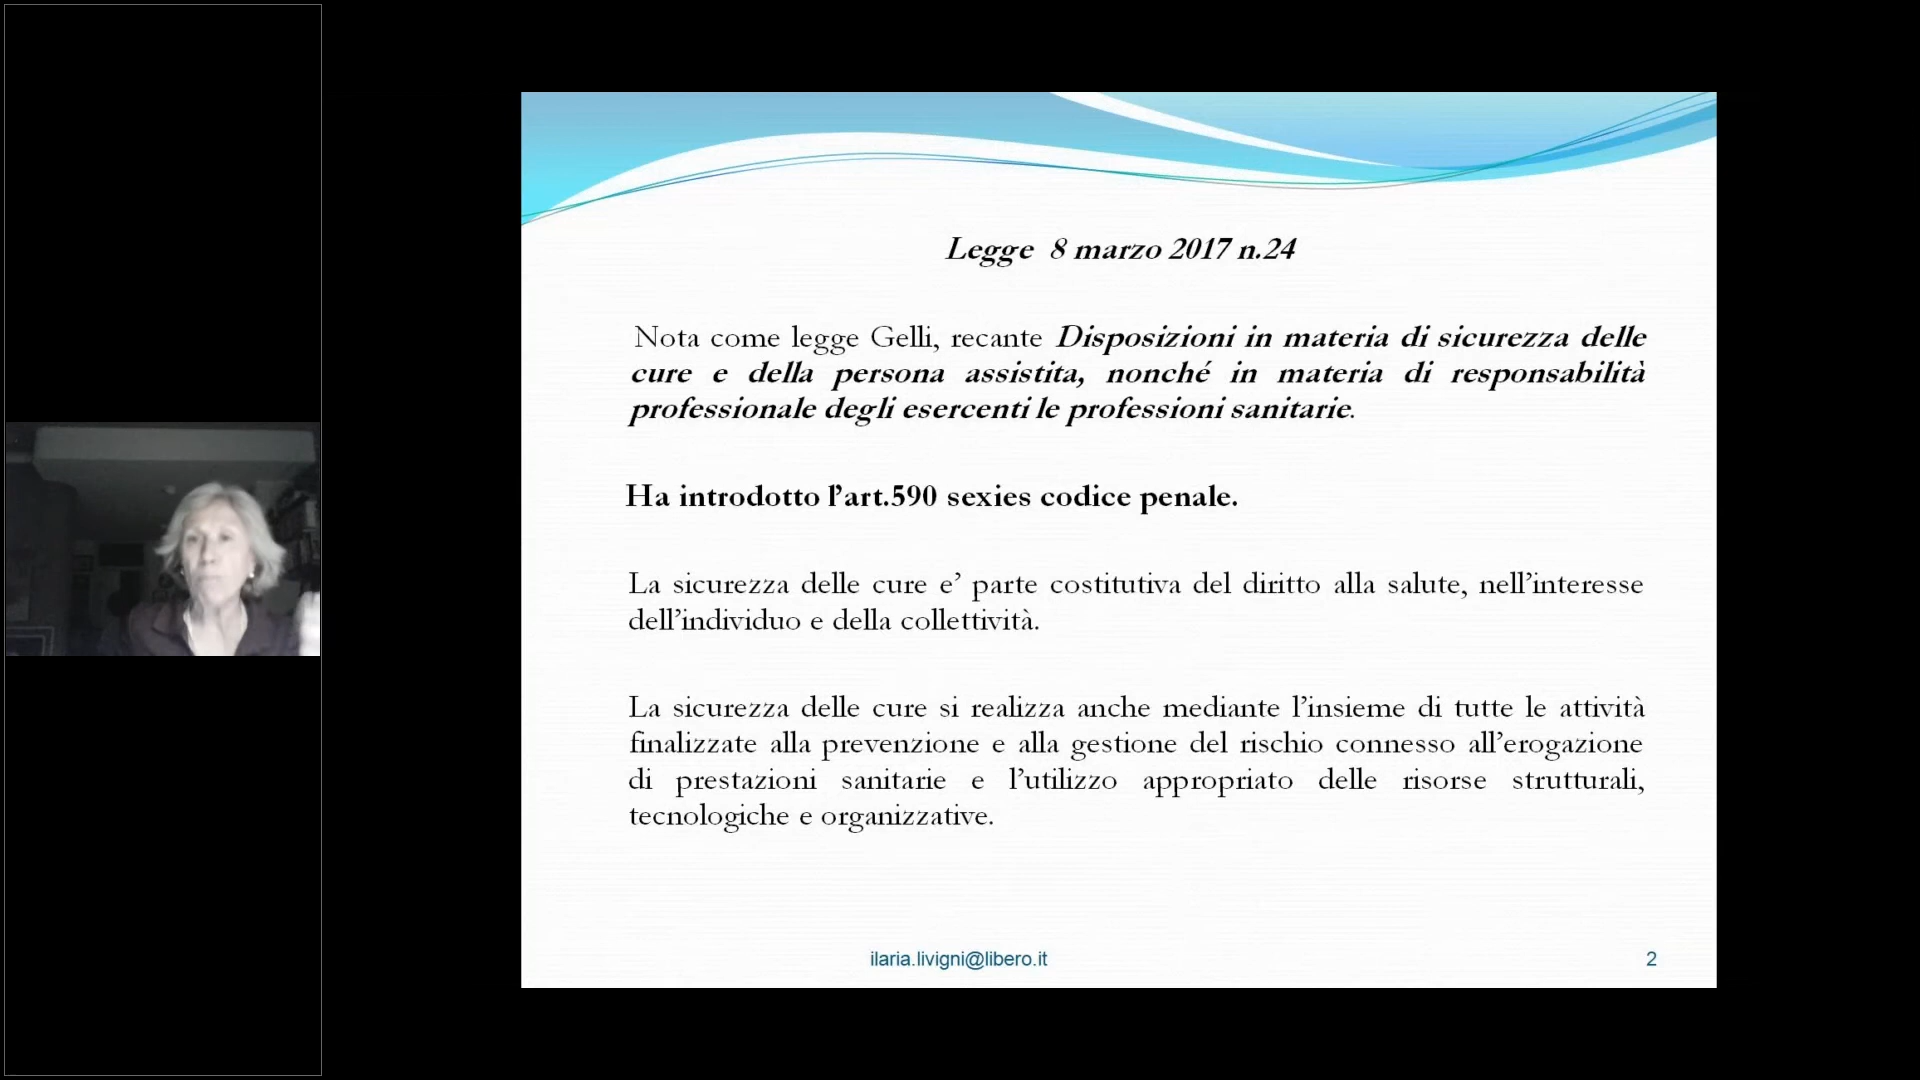 Legge 8 marzo 2017 n.24
Nota come legge Gelli, recante Disposizioni in materia di sicurezza delle
cure e della persona assistita, nonché in materia di responsabilità
professionale degli esercenti le professioni sanitarie.
Ha introdotto l'art.590 sexies codice penale.
La sicurezza delle cure e' parte costitutiva del diritto alla salute, nell'interesse
dell'individuo e della collettività.
La sicurezza delle cure si realizza anche mediante l'insieme di tutte le attività
finalizzate alla prevenzione e alla gestione del rischio connesso all'erogazione
di prestazioni sanitarie e l'utilizzo appropriato delle risorse strutturali,
tecnologiche e organizzative.
ilaria.livigni@libero.it
2